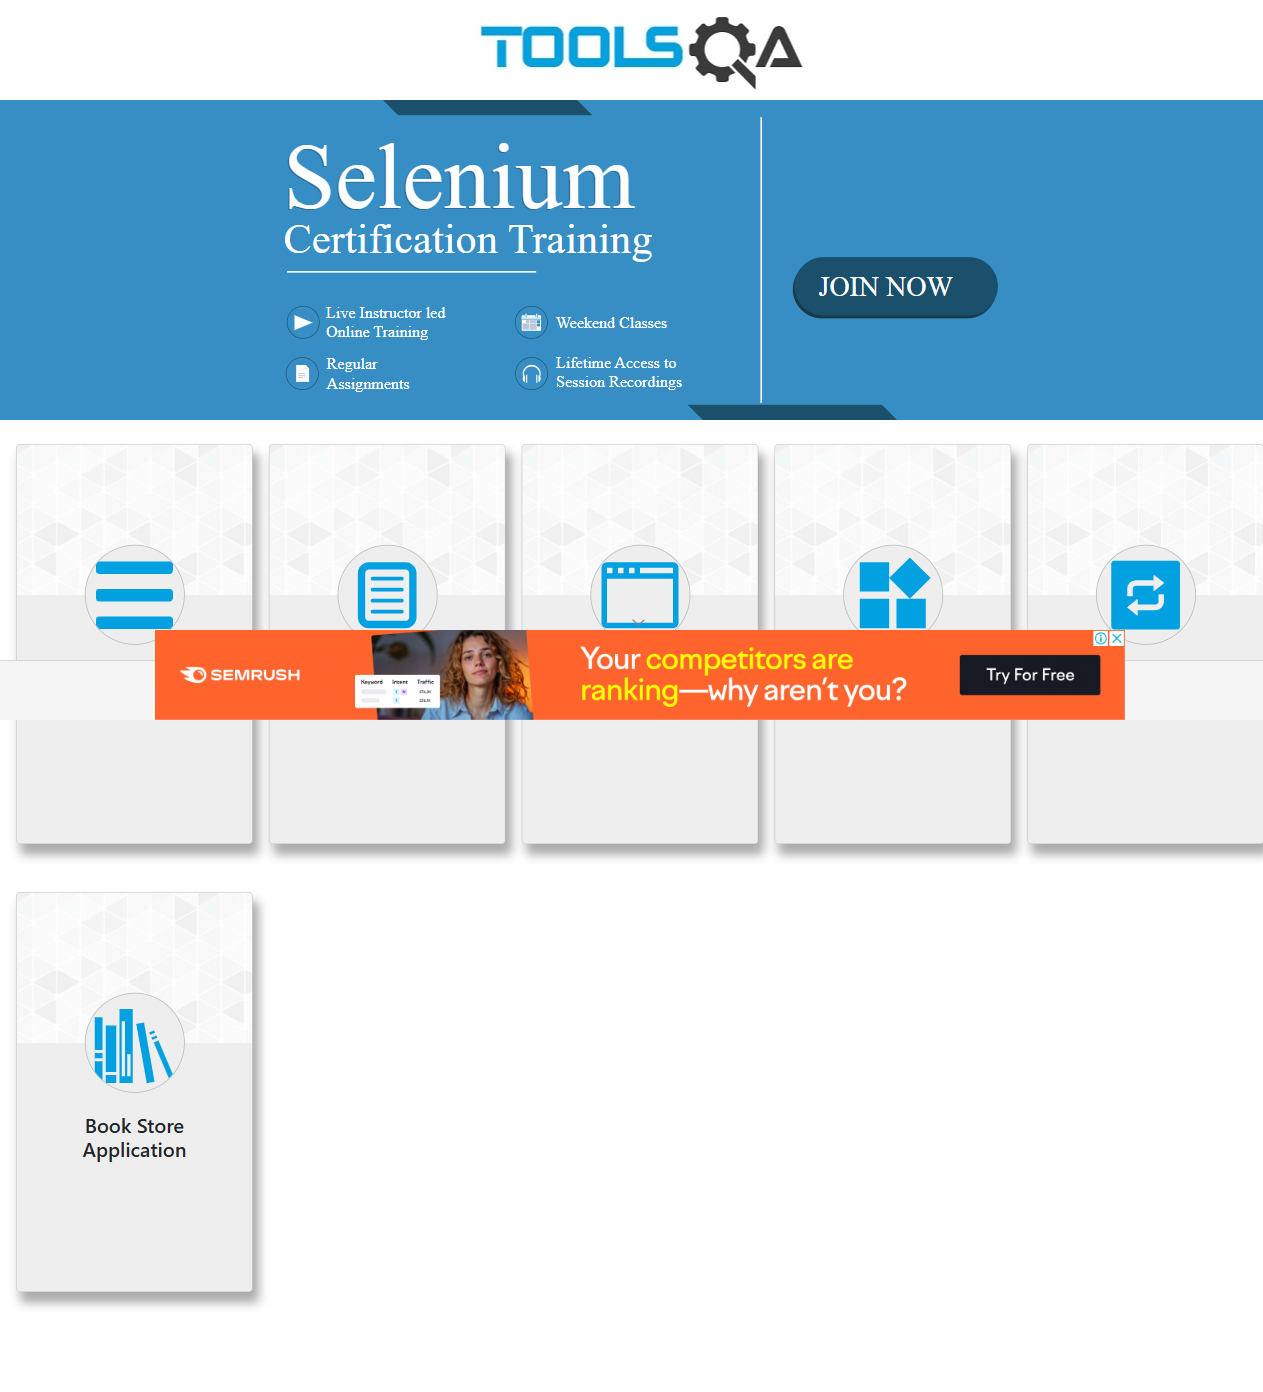 TOOLSQA
Selenium
Certification Training
JOIN NOW
Live Instructor led
Online Training
Weekend Classes
Regular
Assignments
Lifetime Access to
Session Recordings
SEMRUSH
Keyword Intent Traffic
Your competitors are
ranking—why aren't you?
Try For Free
Book Store
Application